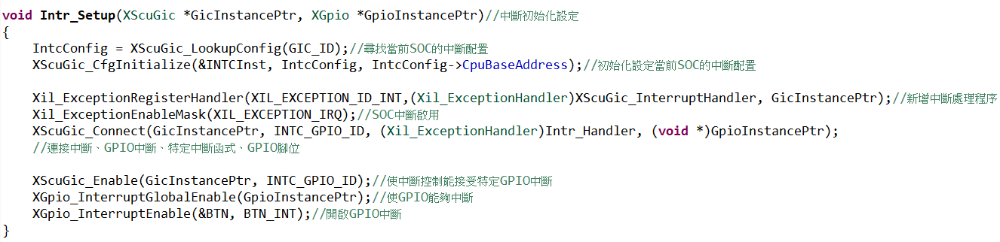 void Intr_Setup(XScuGic *GicInstancePtr, XGpio *GpioInstancePtr)//中斷初始化設定
{
    IntcConfig = XScuGic_LookupConfig(GIC_ID);//尋找當前SOC的中斷配置
    XScuGic_CfgInitialize(&INTCInst, IntcConfig, IntcConfig->CpuBaseAddress);//初始化設定當前SOC的中斷配置

    Xil_ExceptionRegisterHandler(XIL_EXCEPTION_ID_INT,(Xil_ExceptionHandler)XScuGic_InterruptHandler, GicInstancePtr);//新增中斷處理程序
    Xil_ExceptionEnableMask(XIL_EXCEPTION_IRQ);//SOC中斷啟用
    XScuGic_Connect(GicInstancePtr, INTC_GPIO_ID, (Xil_ExceptionHandler)Intr_Handler, (void *)GpioInstancePtr);
    //連接中斷、GPIO中斷、特定中斷函式、GPIO腳位

    XScuGic_Enable(GicInstancePtr, INTC_GPIO_ID);//使中斷控制能接受特定GPIO中斷
    XGpio_InterruptGlobalEnable(GpioInstancePtr);//使GPIO能夠中斷
    XGpio_InterruptEnable(&BTN, BTN_INT);//開啟GPIO中斷
}